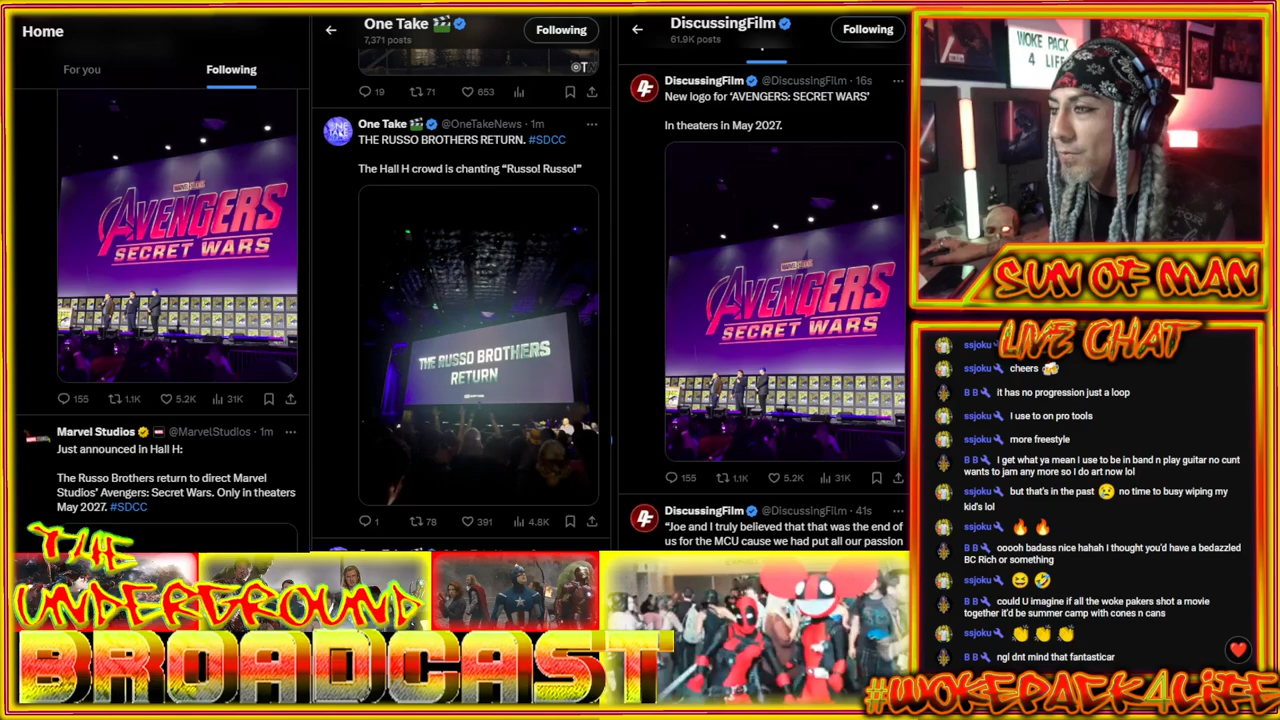 Home
For you
Following
MARVEL STUDIOS
AVENGERS
SECRET WARS
155
1.1K
5.2K
31K
Marvel Studios
@MarvelStudios · 1m
Just announced in Hall H:
The Russo Brothers return to direct Marvel
Studios' Avengers: Secret Wars. Only in theaters
May 2027. #SDCC
One Take
7,371 posts
Following
19
71
653
One Take
@OneTakeNews · 1m
THE RUSSO BROTHERS RETURN. #SDCC
The Hall H crowd is chanting “Russo! Russo!”
THE RUSSO BROTHERS
RETURN
1
78
391
4.8K
DiscussingFilm
61.9K posts
Following
DiscussingFilm
@DiscussingFilm · 16s
New logo for ‘AVENGERS: SECRET WARS’
In theaters in May 2027.
MARVEL STUDIOS
AVENGERS
SECRET WARS
155
1.1K
5.2K
31K
DiscussingFilm
@DiscussingFilm · 41s
“Joe and I truly believed that that was the end of
us for the MCU cause we had put all our passion
WOKE PACK
4 LIFE
SUN OF MAN
LIVE CHAT
ssjoku
ssjoku cheers
B B it has no progression just a loop
ssjoku I use to on pro tools
ssjoku more freestyle
B B I get what ya mean I use to be in band n play guitar no cunt
wants to jam any more so I do art now lol
ssjoku but that's in the past no time to busy wiping my
kid's lol
ssjoku
B B ooooh badass nice hahah I thought you'd have a bedazzled
BC Rich or something
ssjoku
B B could U imagine if all the woke pakers shot a movie
together it'd be summer camp with cones n cans
ssjoku
B B ngl dnt mind that fantasticar
THE
UNDERGROUND
BROADCAST
#WOKEPACK4LIFE